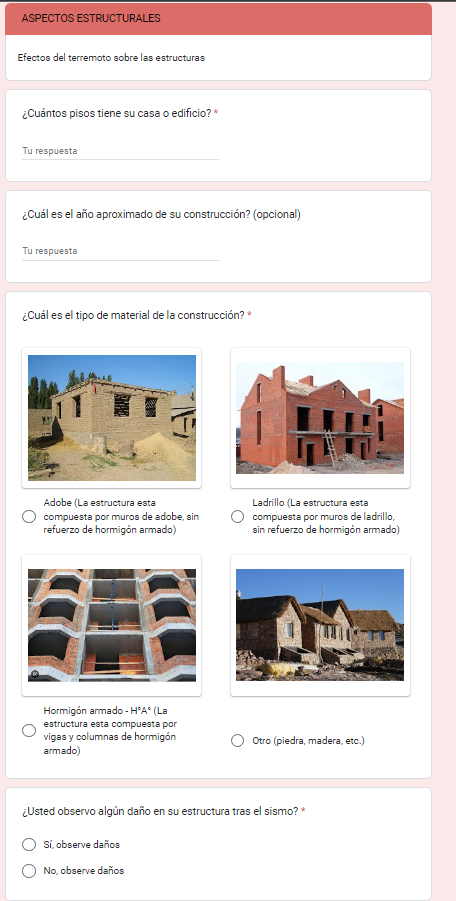 ASPECTOS ESTRUCTURALES
Efectos del terremoto sobre las estructuras
¿Cuántos pisos tiene su casa o edificio? *
Tu respuesta
¿Cuál es el año aproximado de su construcción? (opcional)
Tu respuesta
¿Cuál es el tipo de material de la construcción? *
Adobe (La estructura esta
compuesta por muros de adobe, sin
refuerzo de hormigón armado)
Ladrillo (La estructura esta
compuesta por muros de ladrillo,
sin refuerzo de hormigón armado)
Hormigón armado - H°A° (La
estructura esta compuesta por
vigas y columnas de hormigón
armado)
Otro (piedra, madera, etc.)
¿Usted observo algún daño en su estructura tras el sismo? *
Sí, observe daños
No, observe daños